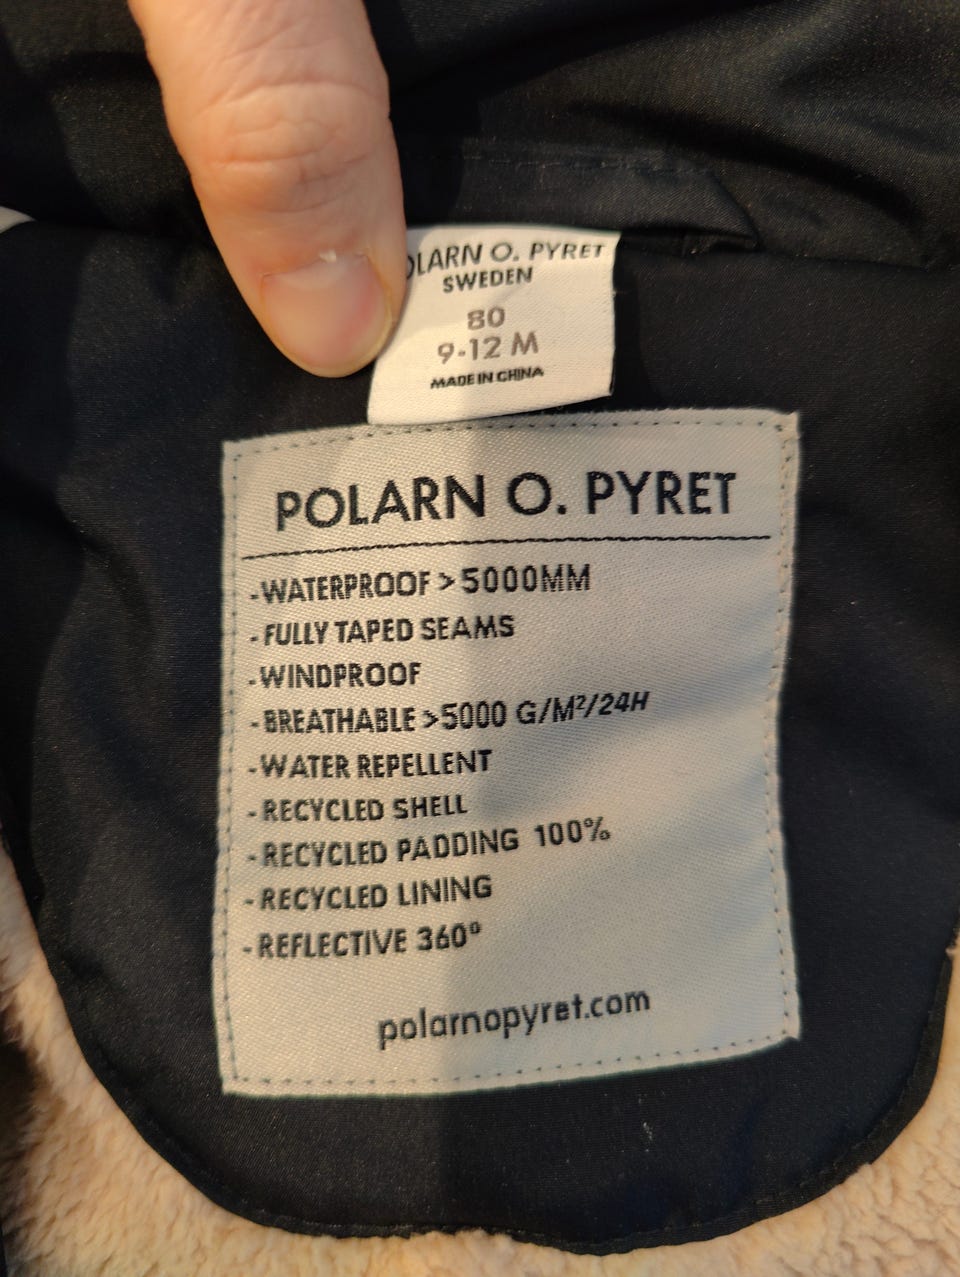 OLARN O. PYRET
SWEDEN
80
9-12 M
MADE IN CHINA
POLARN O. PYRET
-WATERPROOF > 5000MM
-FULLY TAPED SEAMS
-WINDPROOF
-BREATHABLE >5000 G/M²/24H
-WATER REPELLENT
-RECYCLED SHELL
-RECYCLED PADDING 100%
-RECYCLED LINING
-REFLECTIVE 360°
polarnopyret.com